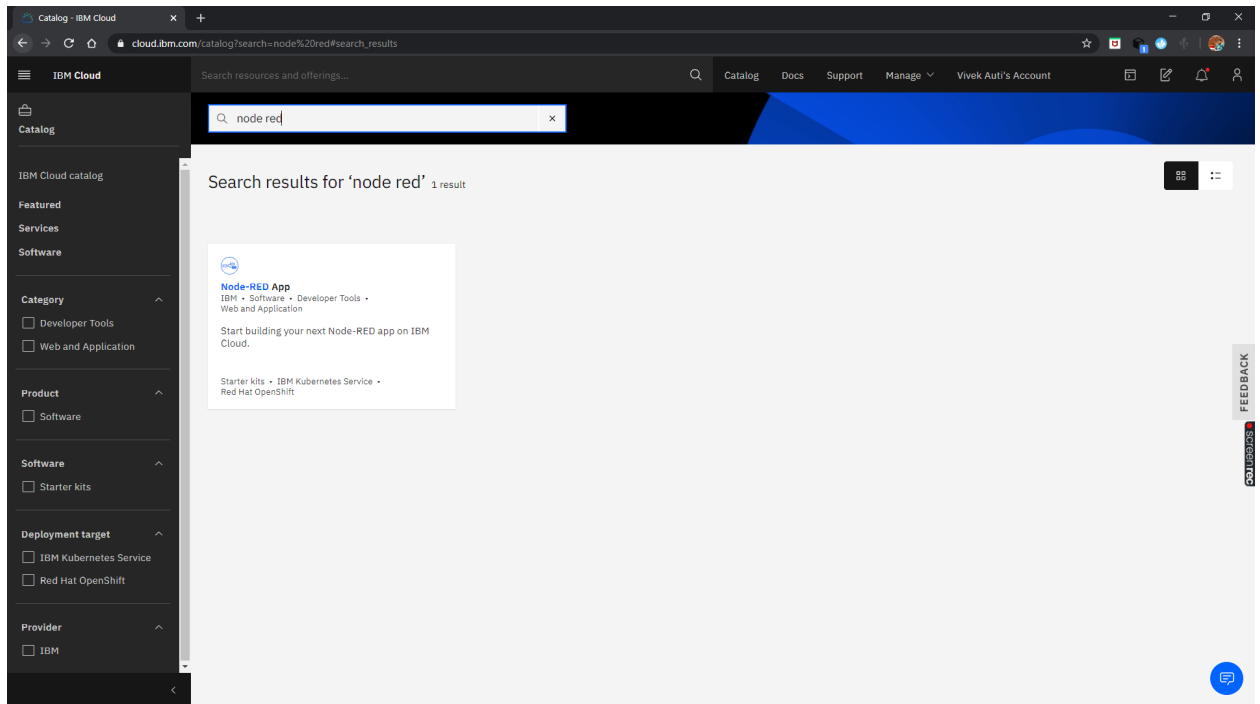 Catalog - IBM Cloud
cloud.ibm.com/catalog?search=node%20red#search_results
IBM Cloud
Search resources and offerings...
Catalog
Docs
Support
Manage
Vivek Auti's Account
Catalog
IBM Cloud catalog
Featured
Services
Software
Category
Developer Tools
Web and Application
Product
Software
Software
Starter kits
Deployment target
IBM Kubernetes Service
Red Hat OpenShift
Provider
IBM
node red
Search results for ‘node red’ 1 result
Node-RED App
IBM • Software • Developer Tools •
Web and Application
Start building your next Node-RED app on IBM
Cloud.
Starter kits • IBM Kubernetes Service •
Red Hat OpenShift
FEEDBACK
screenrec
1